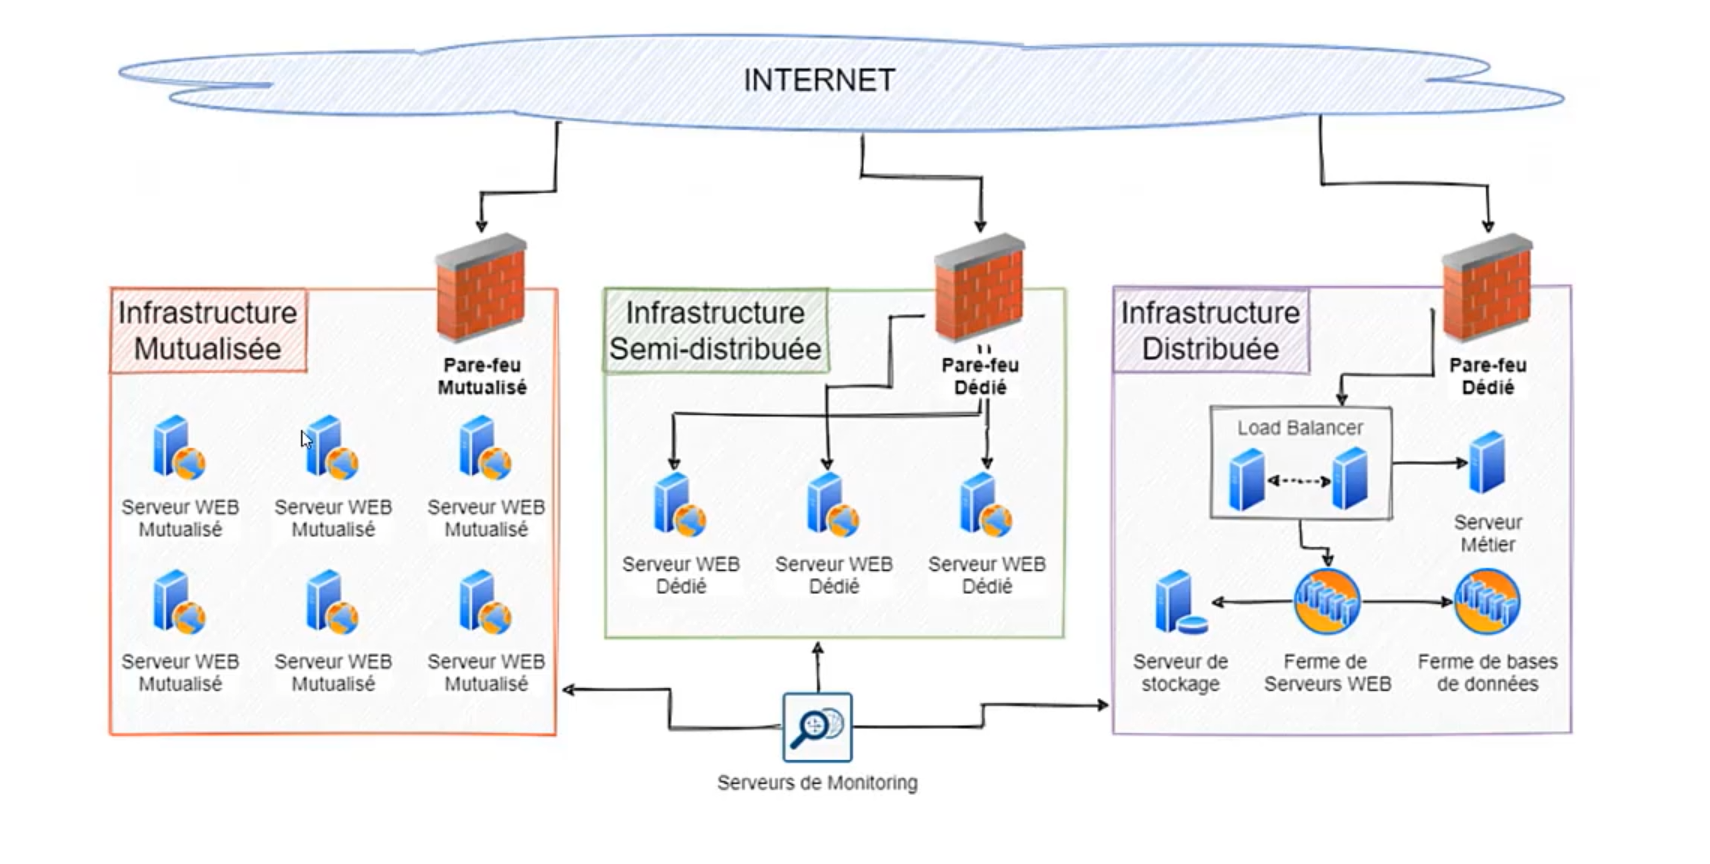 INTERNET
Infrastructure
Mutualisée
Pare-feu
Mutualisé
Serveur WEB
Mutualisé
Serveur WEB
Mutualisé
Serveur WEB
Mutualisé
Serveur WEB
Mutualisé
Serveur WEB
Mutualisé
Serveur WEB
Mutualisé
Infrastructure
Semi-distribuée
Pare-feu
Dédié
Serveur WEB
Dédié
Serveur WEB
Dédié
Serveur WEB
Dédié
Infrastructure
Distribuée
Pare-feu
Dédié
Load Balancer
Serveur
Métier
Serveur de
stockage
Ferme de
Serveurs WEB
Ferme de bases
de données
Serveurs de Monitoring